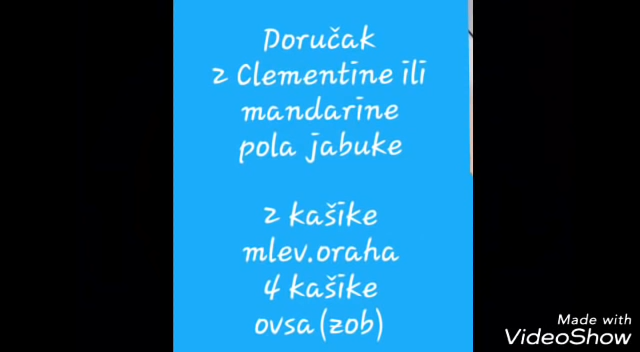 Doručak
2 Clementine ili
mandarine
pola jabuke
2 kašike
mlev.oraha
4 kašike
ovsa (zob)
Made with
VideoShow